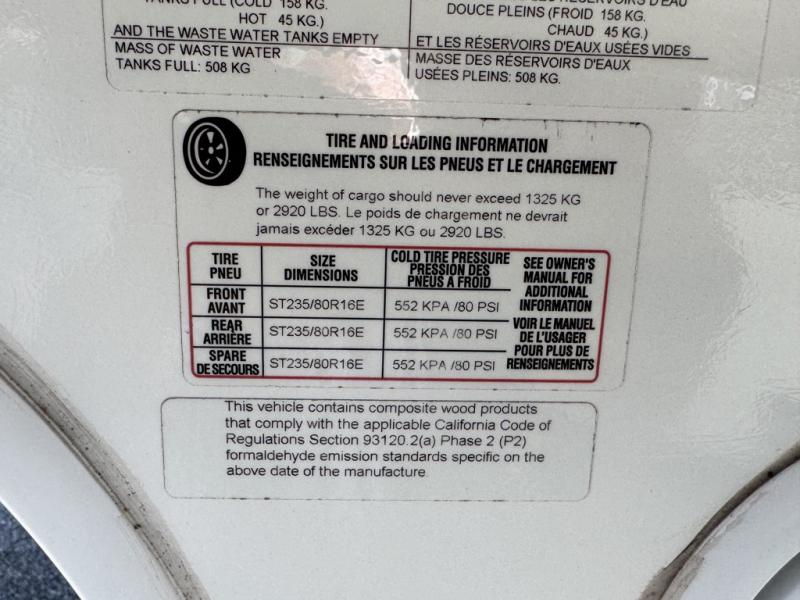 TANKS FULL (COLD 158 KG.
HOT 45 KG.)
AND THE WASTE WATER TANKS EMPTY
MASS OF WASTE WATER
TANKS FULL: 508 KG
RÉSERVOIRS D'EAU
DOUCE PLEINS (FROID 158 KG.
CHAUD 45 KG.)
ET LES RÉSERVOIRS D'EAUX USÉES VIDES
MASSE DES RÉSERVOIRS D'EAUX
USÉES PLEINS: 508 KG.
TIRE AND LOADING INFORMATION
RENSEIGNEMENTS SUR LES PNEUS ET LE CHARGEMENT
The weight of cargo should never exceed 1325 KG
or 2920 LBS. Le poids de chargement ne devrait
jamais excéder 1325 KG ou 2920 LBS.
TIRE
PNEU
SIZE
DIMENSIONS
COLD TIRE PRESSURE
PRESSION DES
PNEUS A FROID
SEE OWNER'S
MANUAL FOR
ADDITIONAL
INFORMATION
FRONT
AVANT
ST235/80R16E
552 KPA /80 PSI
REAR
ARRIÈRE
ST235/80R16E
552 KPA /80 PSI
VOIR LE MANUEL
DE L'USAGER
POUR PLUS DE
RENSEIGNEMENTS
SPARE
DE SECOURS
ST235/80R16E
552 KPA /80 PSI
This vehicle contains composite wood products
that comply with the applicable California Code of
Regulations Section 93120.2(a) Phase 2 (P2)
formaldehyde emission standards specific on the
above date of the manufacture.